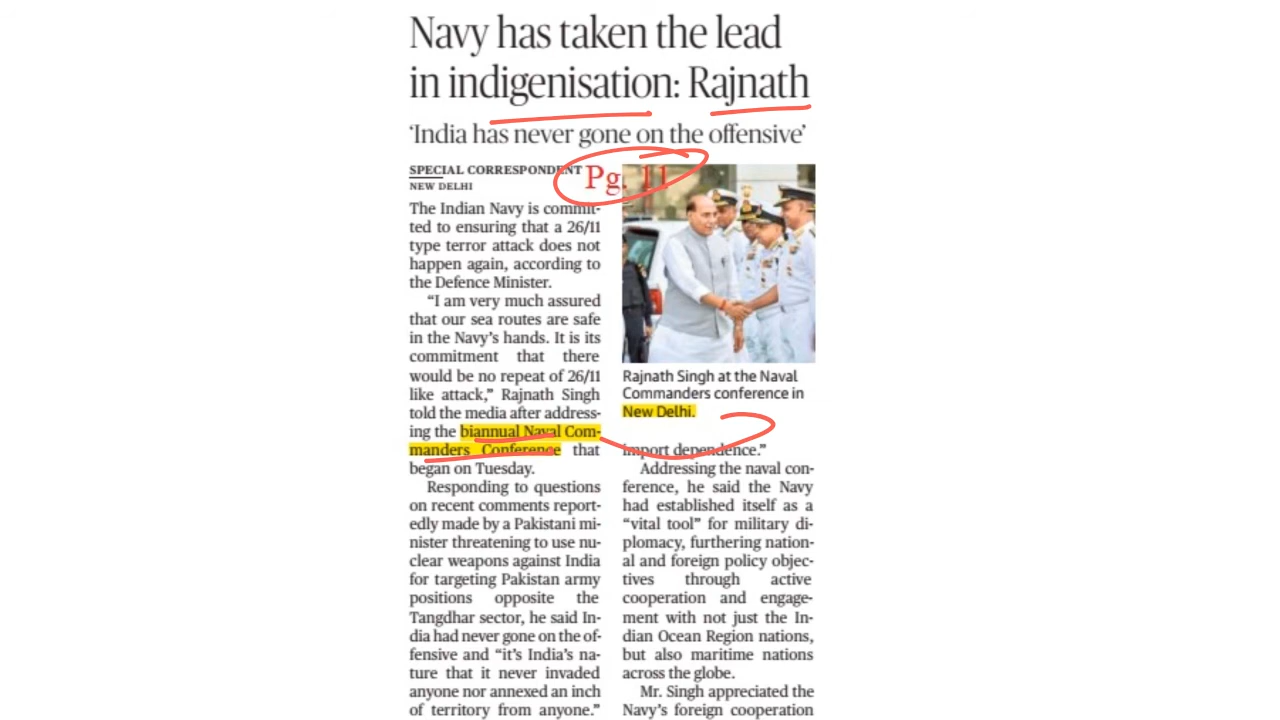 Navy has taken the lead
in indigenisation: Rajnath
'India has never gone on the offensive'
SPECIAL CORRESPONDENT
NEW DELHI
Pg. 11
The Indian Navy is commit-
ted to ensuring that a 26/11
type terror attack does not
happen again, according to
the Defence Minister.
"I am very much assured
that our sea routes are safe
in the Navy's hands. It is its
commitment that there
would be no repeat of 26/11
like attack," Rajnath Singh
told the media after address-
ing the biannual Naval Com-
manders Conference that
began on Tuesday.
Responding to questions
on recent comments report-
edly made by a Pakistani mi-
nister threatening to use nu-
clear weapons against India
for targeting Pakistan army
positions opposite the
Tangdhar sector, he said In-
dia had never gone on the of-
fensive and "it's India's na-
ture that it never invaded
anyone nor annexed an inch
of territory from anyone."
Rajnath Singh at the Naval
Commanders conference in
New Delhi.
import dependence."
Addressing the naval con-
ference, he said the Navy
had established itself as a
"vital tool" for military di-
plomacy, furthering nation-
al and foreign policy objec-
tives through active
cooperation and engage-
ment with not just the In-
dian Ocean Region nations,
but also maritime nations
across the globe.
Mr. Singh appreciated the
Navy's foreign cooperation